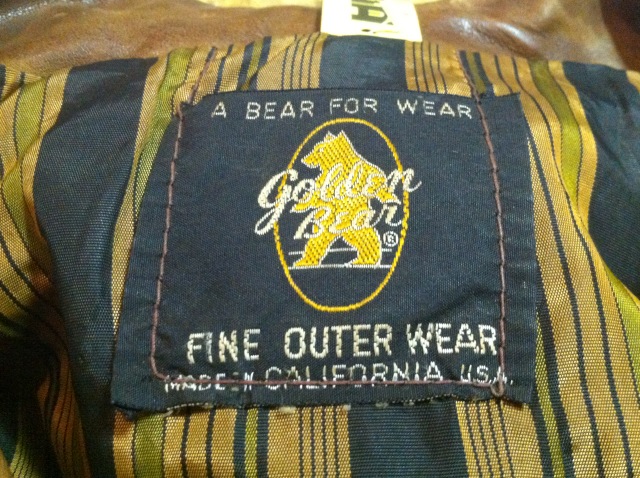 A BEAR FOR WEAR
Golden
Bear®
FINE OUTER WEAR
MADE IN CALIFORNIA U.S.A.